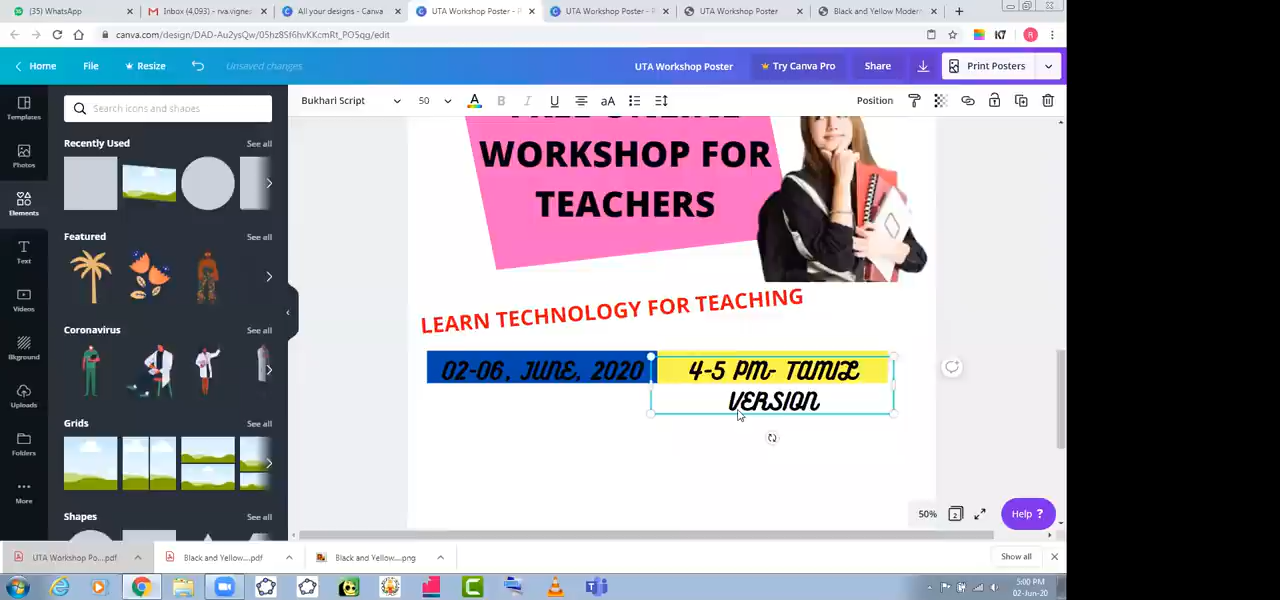 (35) WhatsApp
Inbox (4,093) - rva.vignes
All your designs - Canva
UTA Workshop Poster - P
UTA Workshop Poster - P
UTA Workshop Poster
Black and Yellow Modern
canva.com/design/DAD-Au2ysQw/05hz8Sf6hvKKcmRt_PO5qg/edit
K7
R
Home
File
Resize
Unsaved changes
UTA Workshop Poster
Try Canva Pro
Share
Print Posters
Templates
Photos
Elements
Text
Videos
Bkground
Uploads
Folders
More
Search icons and shapes
Recently Used
See all
Featured
See all
Coronavirus
See all
Grids
See all
Shapes
See all
Bukhari Script
50
A
B
I
U
aA
Position
FREE ONLINE
WORKSHOP FOR
TEACHERS
LEARN TECHNOLOGY FOR TEACHING
02-06, JUNE, 2020
4-5 PM- TAMIL
VERSION
50%
2
Help ?
UTA Workshop Po....pdf
Black and Yellow....pdf
Black and Yellow....png
Show all
5:00 PM
02-Jun-20